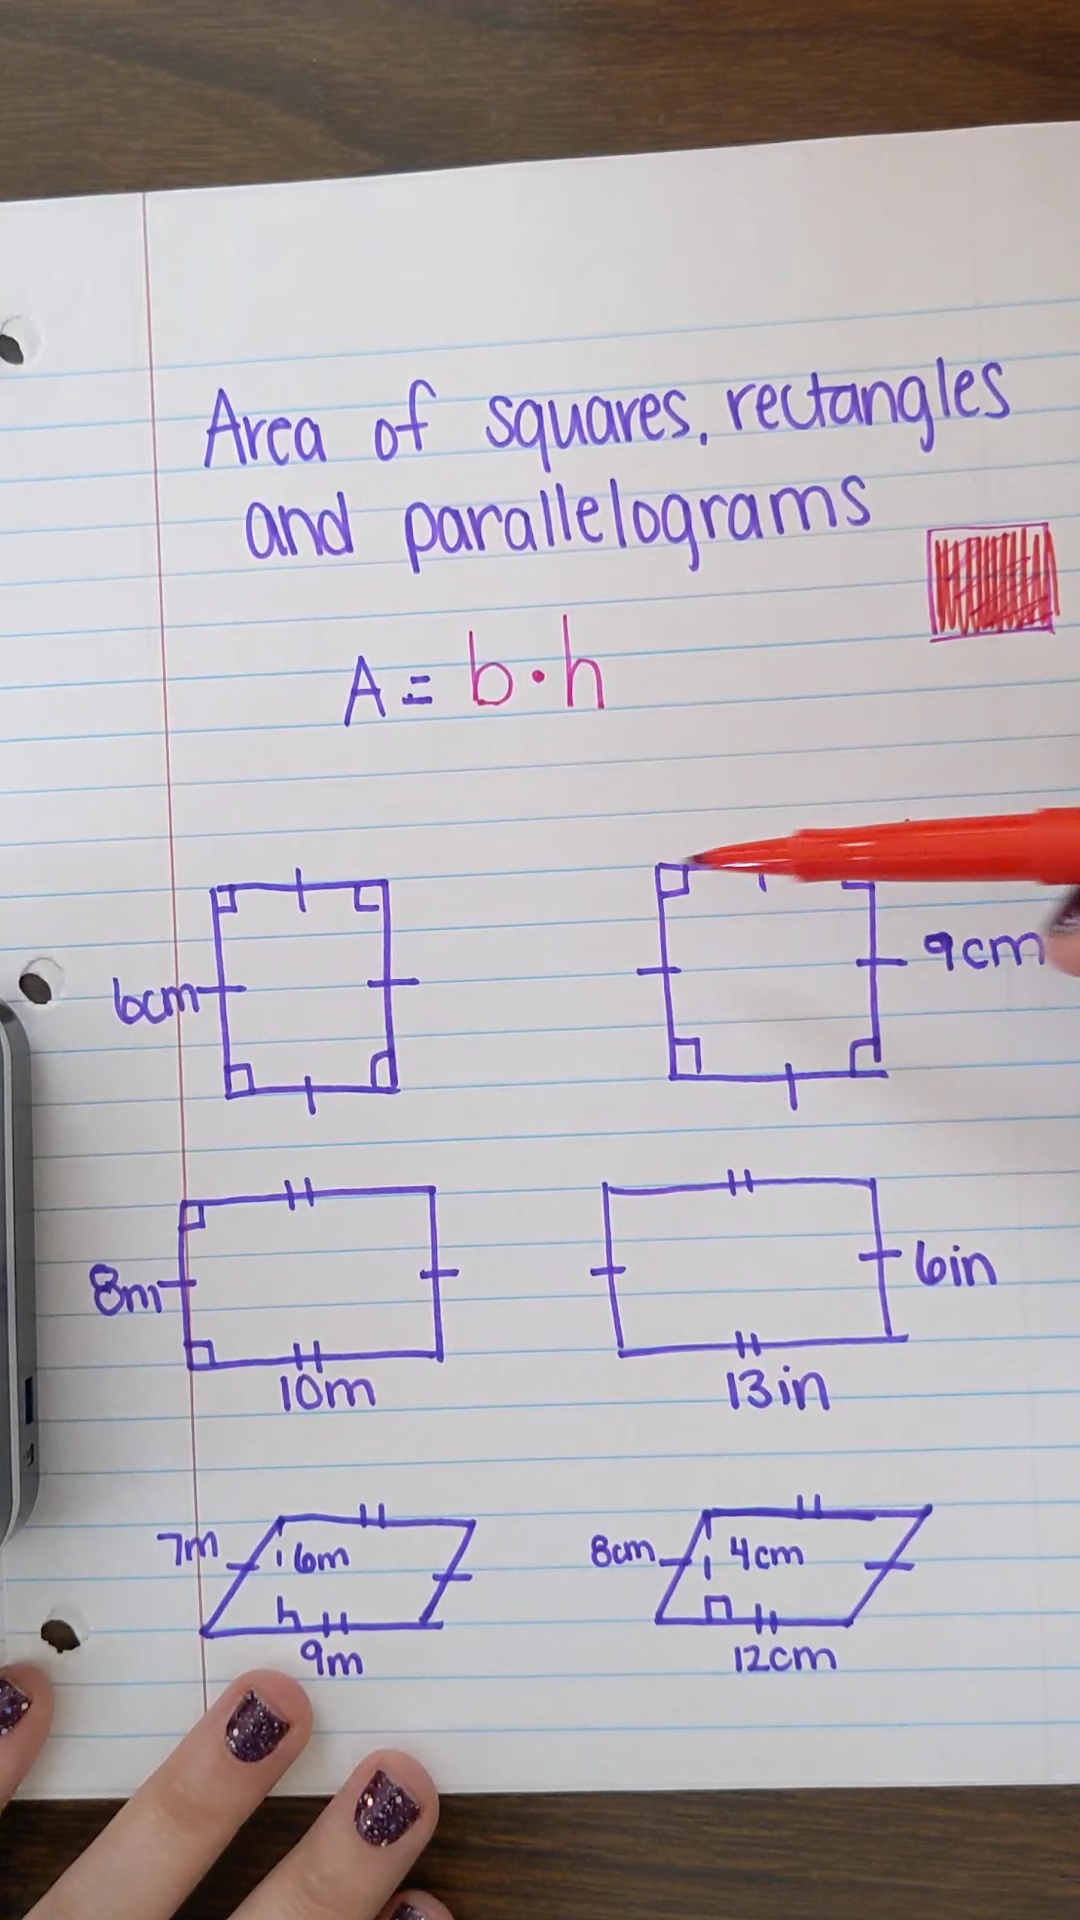 Area of squares, rectangles
and parallelograms
A = b · h
6cm
9cm
8m
10m
6in
13in
7m
6m
9m
8cm
4cm
12cm